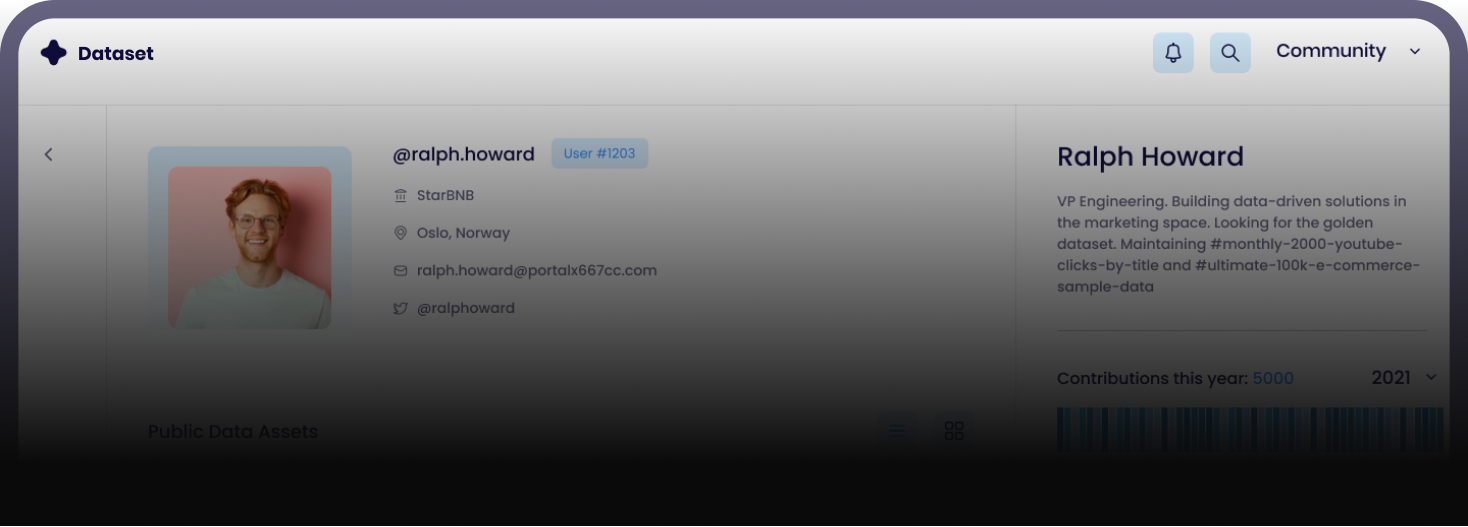 Dataset
Community
@ralph.howard
User #1203
StarBNB
Oslo, Norway
ralph.howard@portalx667cc.com
@ralphoward
Public Data Assets
Ralph Howard
VP Engineering. Building data-driven solutions in
the marketing space. Looking for the golden
dataset. Maintaining #monthly-2000-youtube-
clicks-by-title and #ultimate-100k-e-commerce-
sample-data
Contributions this year: 5000
2021